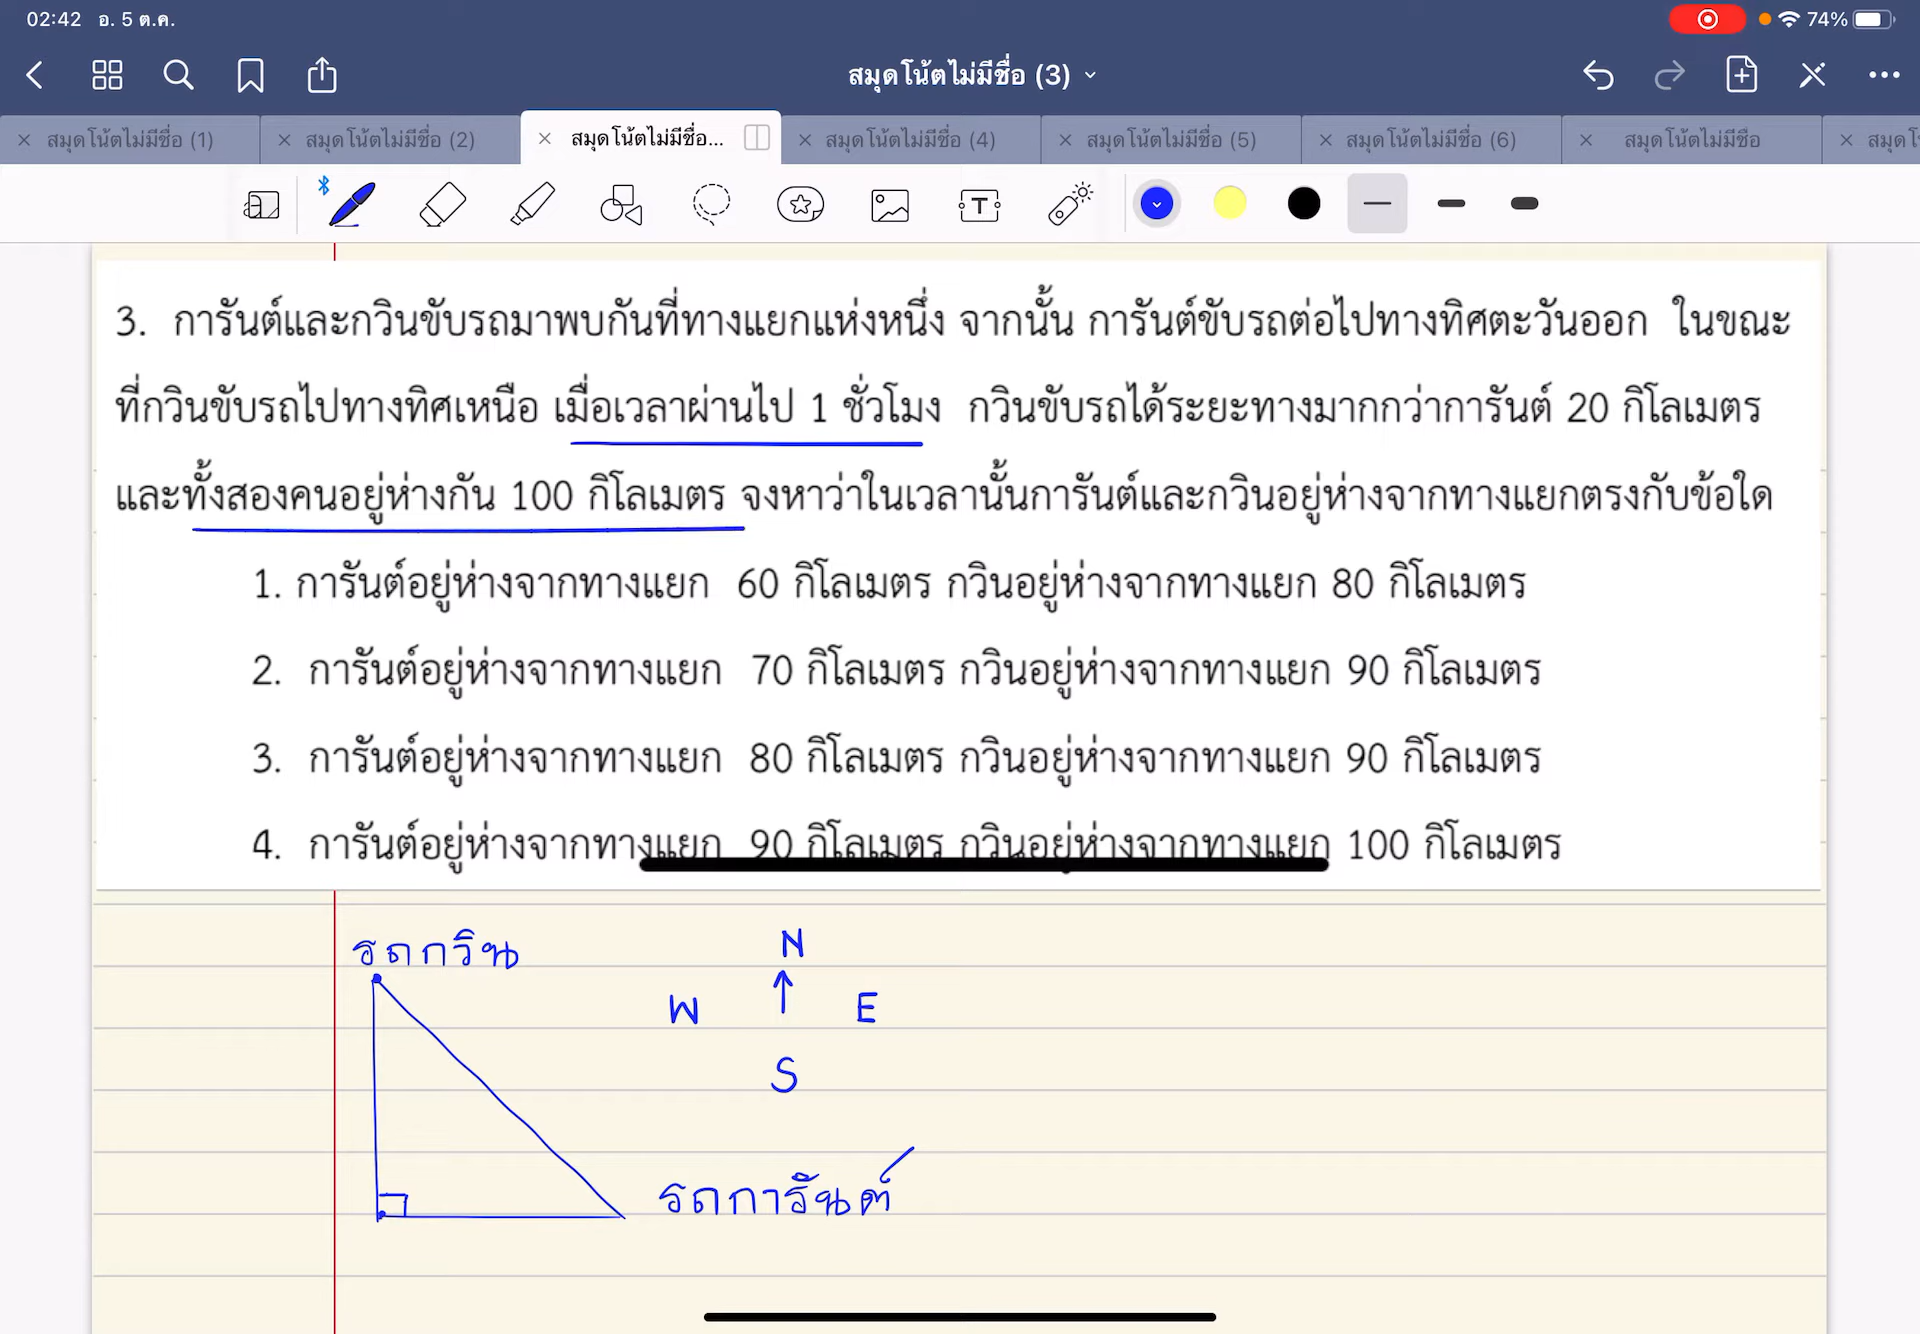 02:42 อ. 5 ต.ค. 74%
สมุดโน้ตไม่มีชื่อ (3)
สมุดโน้ตไม่มีชื่อ (1) สมุดโน้ตไม่มีชื่อ (2) สมุดโน้ตไม่มีชื่อ... สมุดโน้ตไม่มีชื่อ (4) สมุดโน้ตไม่มีชื่อ (5) สมุดโน้ตไม่มีชื่อ (6) สมุดโน้ตไม่มีชื่อ
3. การันต์และกวินขับรถมาพบกันที่ทางแยกแห่งหนึ่ง จากนั้น การันต์ขับรถต่อไปทางทิศตะวันออก ในขณะ
ที่กวินขับรถไปทางทิศเหนือ เมื่อเวลาผ่านไป 1 ชั่วโมง กวินขับรถได้ระยะทางมากกว่าการันต์ 20 กิโลเมตร
และทั้งสองคนอยู่ห่างกัน 100 กิโลเมตร จงหาว่าในเวลานั้นการันต์และกวินอยู่ห่างจากทางแยกตรงกับข้อใด
1. การันต์อยู่ห่างจากทางแยก 60 กิโลเมตร กวินอยู่ห่างจากทางแยก 80 กิโลเมตร
2. การันต์อยู่ห่างจากทางแยก 70 กิโลเมตร กวินอยู่ห่างจากทางแยก 90 กิโลเมตร
3. การันต์อยู่ห่างจากทางแยก 80 กิโลเมตร กวินอยู่ห่างจากทางแยก 90 กิโลเมตร
4. การันต์อยู่ห่างจากทางแยก 90 กิโลเมตร กวินอยู่ห่างจากทางแยก 100 กิโลเมตร
รถกวิน
N
W E
S
รถการันต์